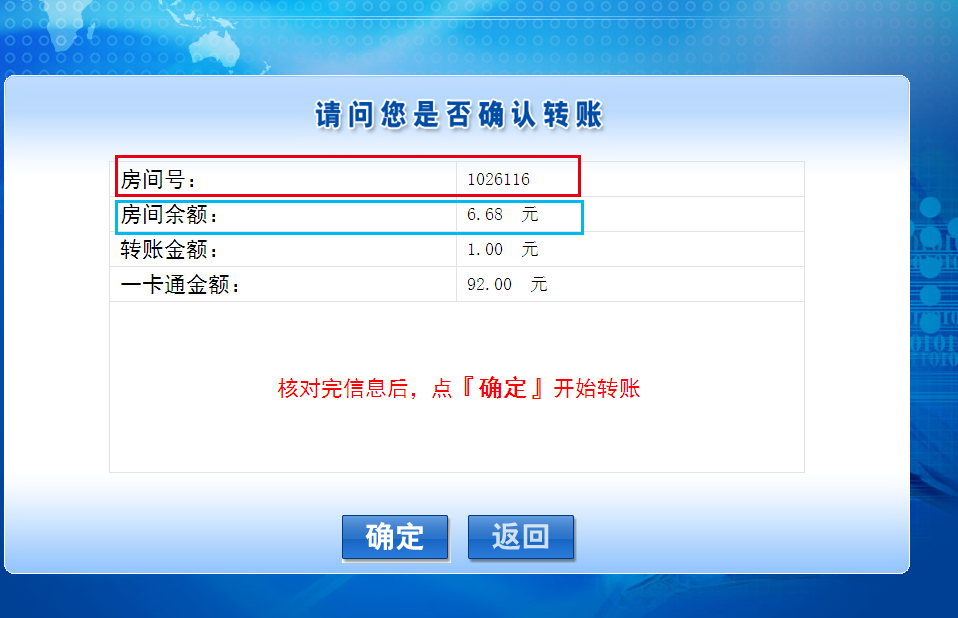 请问您是否确认转账
房间号： 1026116
房间余额： 6.68 元
转账金额： 1.00 元
一卡通金额： 92.00 元
核对完信息后，点『确定』开始转账
确定 返回